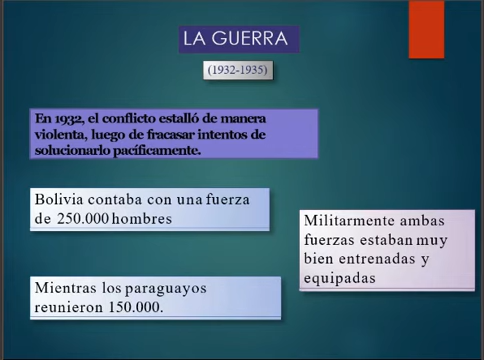 LA GUERRA
(1932-1935)
En 1932, el conflicto estalló de manera
violenta, luego de fracasar intentos de
solucionarlo pacíficamente.
Bolivia contaba con una fuerza
de 250.000 hombres
Mientras los paraguayos
reunieron 150.000.
Militarmente ambas
fuerzas estaban muy
bien entrenadas y
equipadas